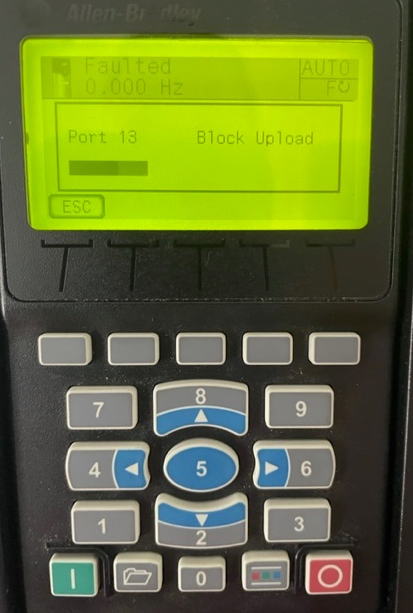 Allen-Bradley
Faulted AUTO
0.000 Hz F
Port 13 Block Upload
ESC
7 8 9
4 5 6
1 2 3
0